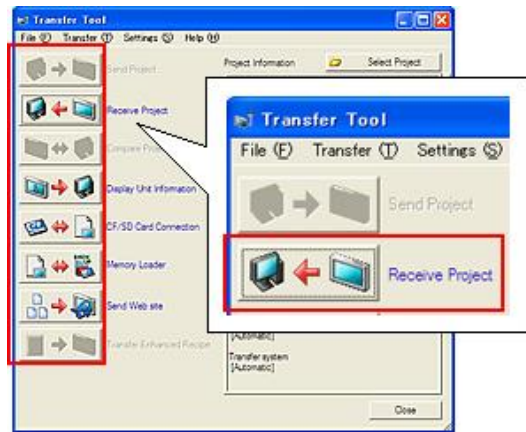 Transfer Tool
File (F) Transfer (T) Settings (S) Help (H)
Send Project
Project Information
Select Project
Receive Project
Compare
Display Unit Information
CF/SD Card Connection
Memory Loader
Send Web site
Transfer Enhanced Recipe
[Automatic]
Transfer system
[Automatic]
Close
Transfer Tool
File (F) Transfer (T) Settings (S)
Send Project
Receive Project